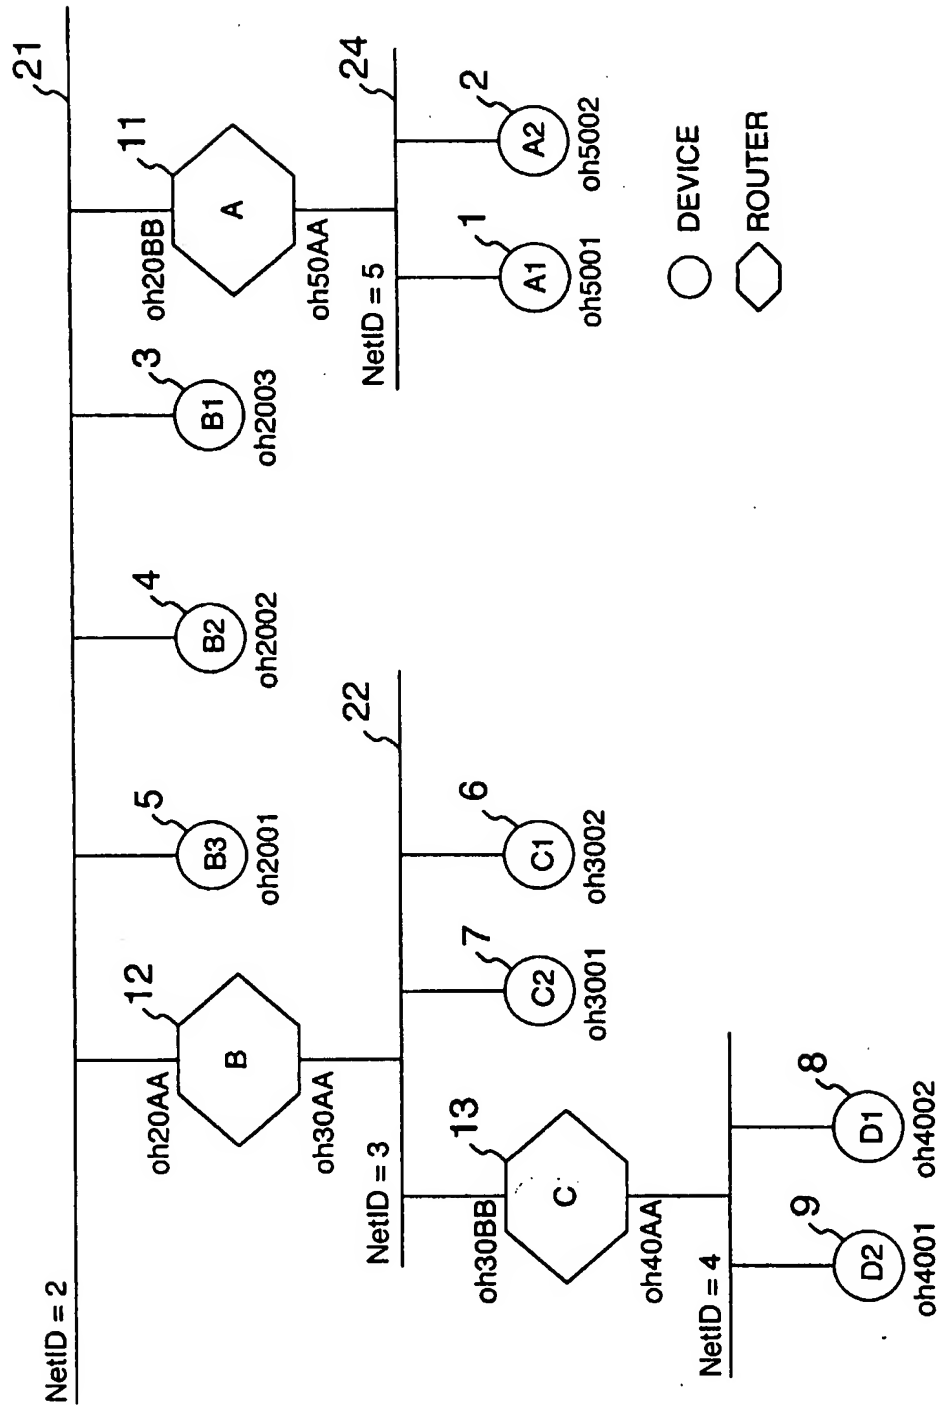 NetID = 2
21
oh20AA
12
B
oh30AA
5
B3
oh2001
4
B2
oh2002
3
B1
oh2003
oh20BB
11
A
oh50AA
NetID = 3
22
oh30BB
13
C
oh40AA
7
C2
oh3001
6
C1
oh3002
NetID = 5
24
1
A1
oh5001
2
A2
oh5002
NetID = 4
9
D2
oh4001
8
D1
oh4002
DEVICE
ROUTER